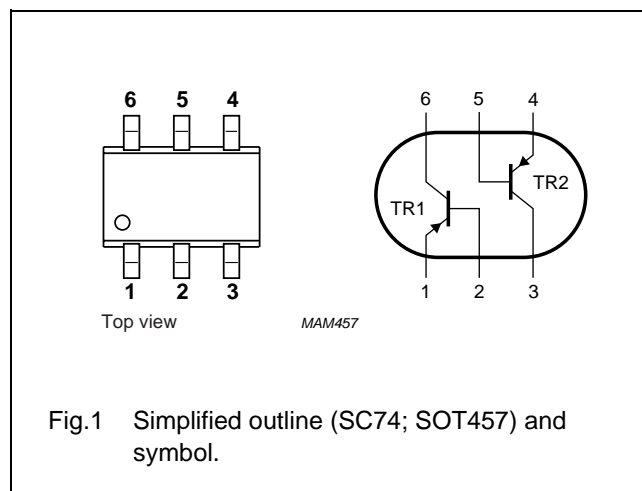 6 5 4
1 2 3
Top view
6 5 4
TR1
TR2
1 2 3
MAM457
Fig.1 Simplified outline (SC74; SOT457) and
symbol.